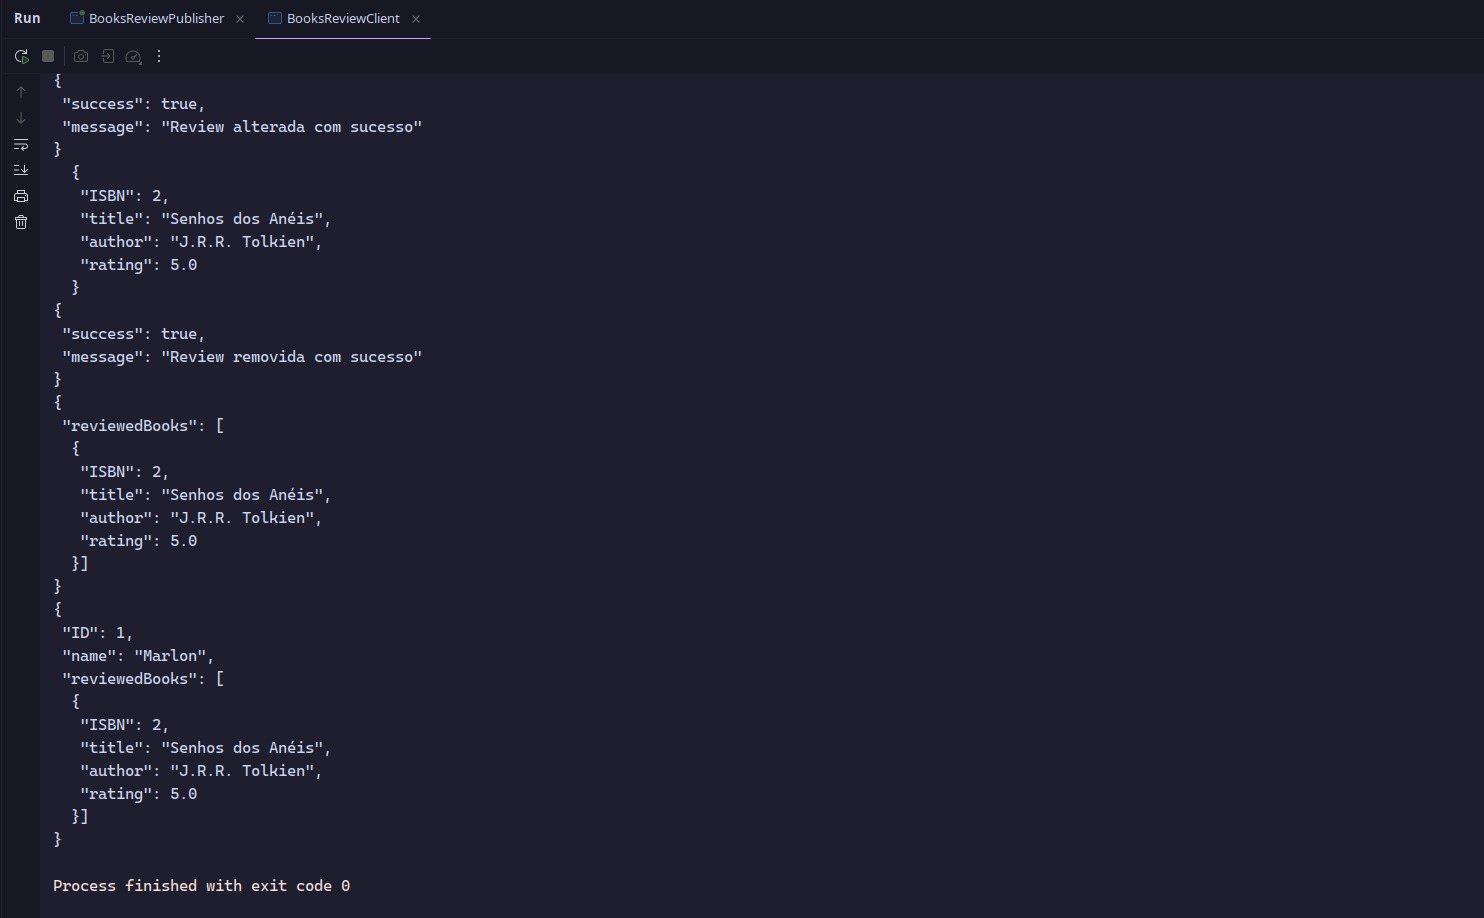 Run BooksReviewPublisher × BooksReviewClient ×
{
 "success": true,
 "message": "Review alterada com sucesso"
}
  {
   "ISBN": 2,
   "title": "Senhos dos Anéis",
   "author": "J.R.R. Tolkien",
   "rating": 5.0
  }
{
 "success": true,
 "message": "Review removida com sucesso"
}
{
 "reviewedBooks": [
  {
   "ISBN": 2,
   "title": "Senhos dos Anéis",
   "author": "J.R.R. Tolkien",
   "rating": 5.0
  }]
}
{
 "ID": 1,
 "name": "Marlon",
 "reviewedBooks": [
  {
   "ISBN": 2,
   "title": "Senhos dos Anéis",
   "author": "J.R.R. Tolkien",
   "rating": 5.0
  }]
}
Process finished with exit code 0